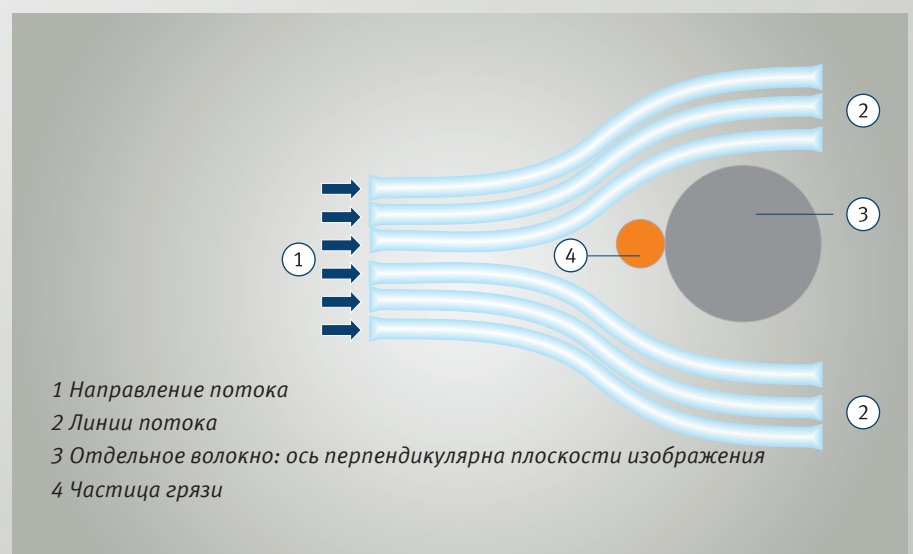 2
3
4
1
1 Направление потока
2 Линии потока
2
3 Отдельное волокно: ось перпендикулярна плоскости изображения
4 Частица грязи